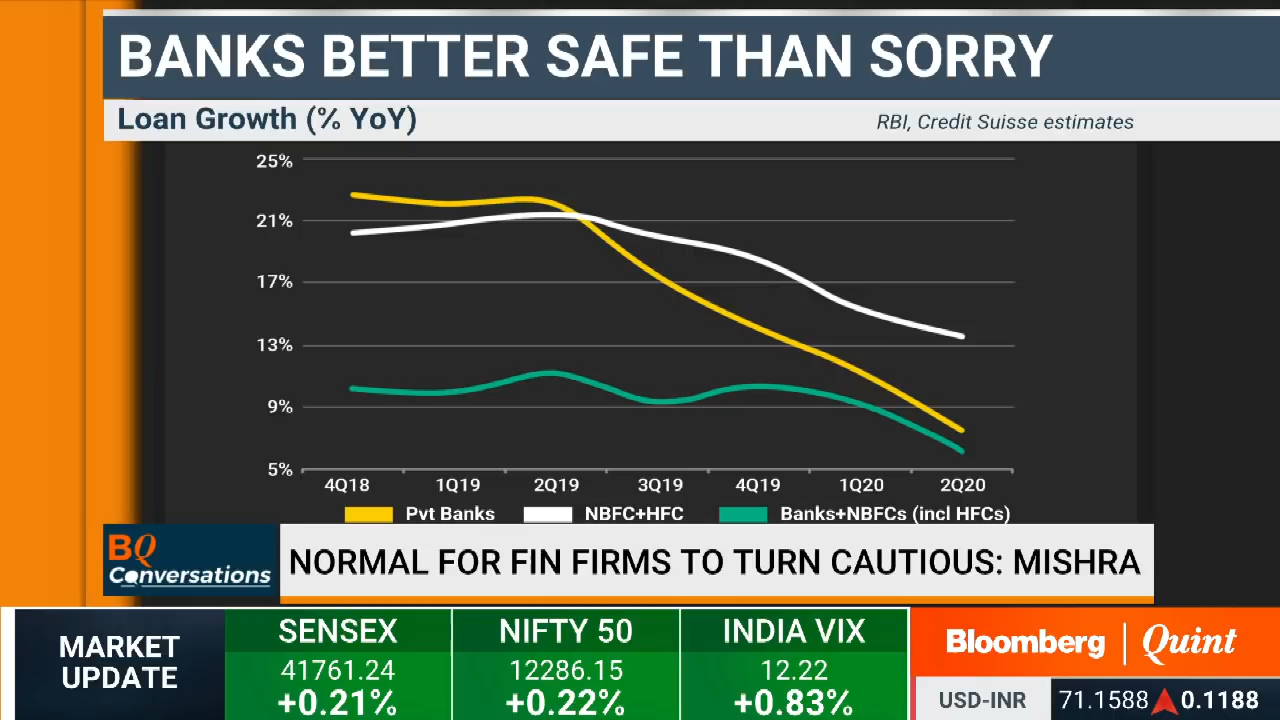 BANKS BETTER SAFE THAN SORRY
Loan Growth (% YoY)
RBI, Credit Suisse estimates
25%
21%
17%
13%
9%
5%
4Q18 1Q19 2Q19 3Q19 4Q19 1Q20 2Q20
Pvt Banks NBFC+HFC Banks+NBFCs (incl HFCs)
BQ
Conversations
NORMAL FOR FIN FIRMS TO TURN CAUTIOUS: MISHRA
MARKET
UPDATE
SENSEX
41761.24
+0.21%
NIFTY 50
12286.15
+0.22%
INDIA VIX
12.22
+0.83%
Bloomberg | Quint
USD-INR 71.1588 0.1188